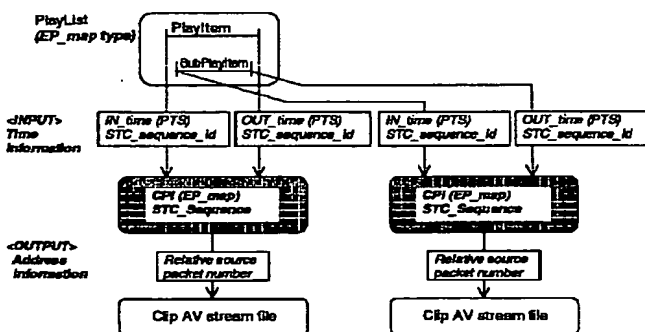 PlayList
(EP_map type)
PlayItem
SubPlayItem
<INPUT>
Time
Information
IN_time (PTS)
STC_sequence_id
OUT_time (PTS)
STC_sequence_id
IN_time (PTS)
STC_sequence_id
OUT_time (PTS)
STC_sequence_id
CPI (EP_map)
STC_Sequence
CPI (EP_map)
STC_Sequence
<OUTPUT>
Address
Information
Relative source
packet number
Relative source
packet number
Clip AV stream file
Clip AV stream file